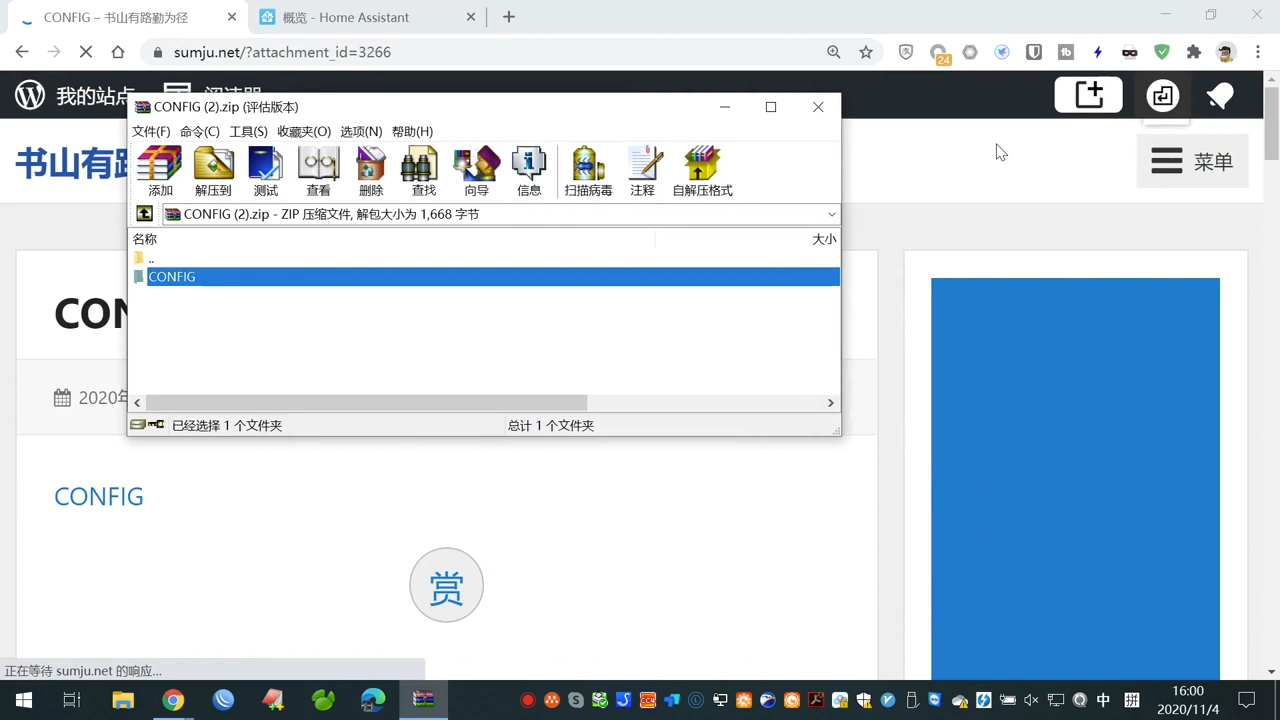 CONFIG – 书山有路勤为径
概览 - Home Assistant
sumju.net/?attachment_id=3266
24
我的站点
CONFIG (2).zip (评估版本)
文件(F) 命令(C) 工具(S) 收藏夹(O) 选项(N) 帮助(H)
添加 解压到 测试 查看 删除 查找 向导 信息 扫描病毒 注释 自解压格式
CONFIG (2).zip - ZIP 压缩文件, 解包大小为 1,668 字节
名称 大小
..
CONFIG
已经选择 1 个文件夹 总计 1 个文件夹
书山有路
菜单
CON
2020年
CONFIG
赏
正在等待 sumju.net 的响应...
中 拼
16:00
2020/11/4